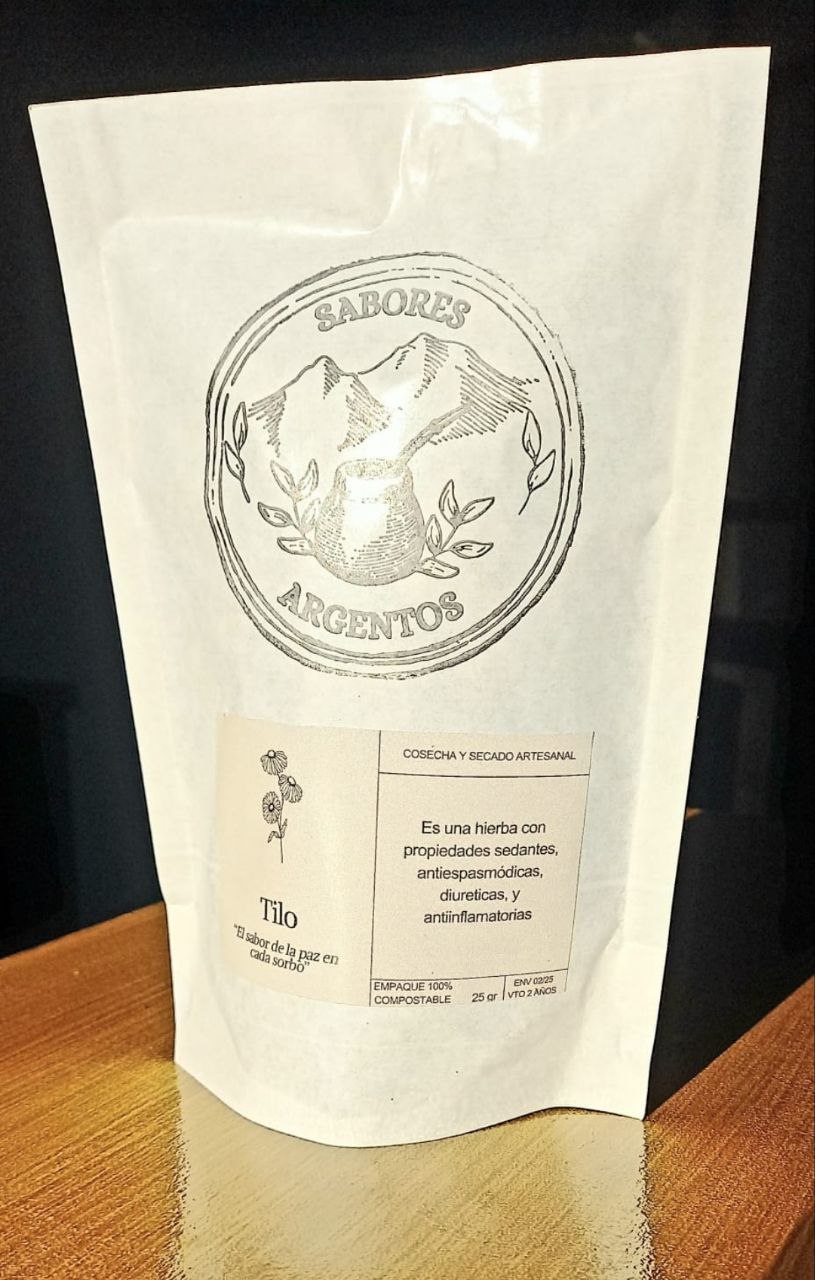 SABORES
ARGENTOS
Tilo
"El sabor de la paz en
cada sorbo"
COSECHA Y SECADO ARTESANAL
Es una hierba con
propiedades sedantes,
antiespasmódicas,
diureticas, y
antiinflamatorias
EMPAQUE 100%
COMPOSTABLE
25 gr
ENV 02/25
VTO 2 AÑOS